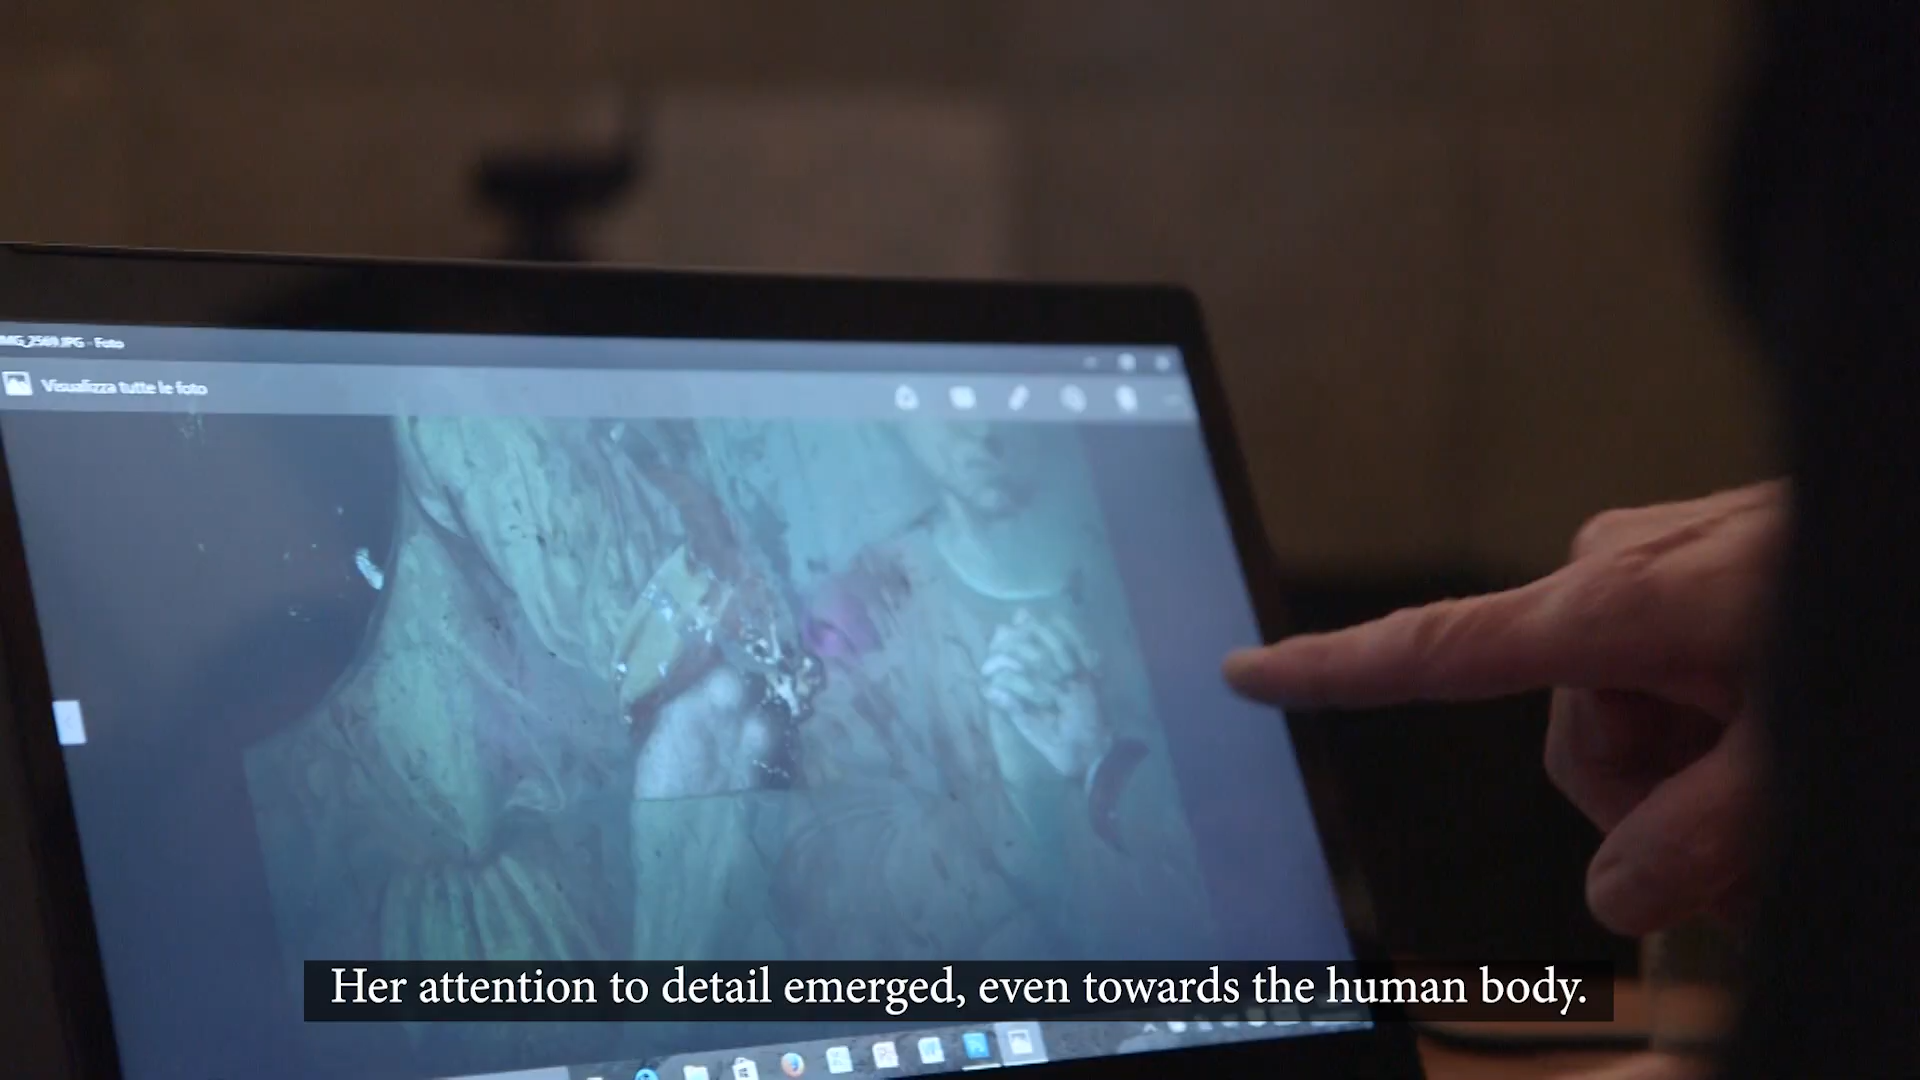 IMG_2569.JPG - Foto
Visualizza tutte le foto
Her attention to detail emerged, even towards the human body.